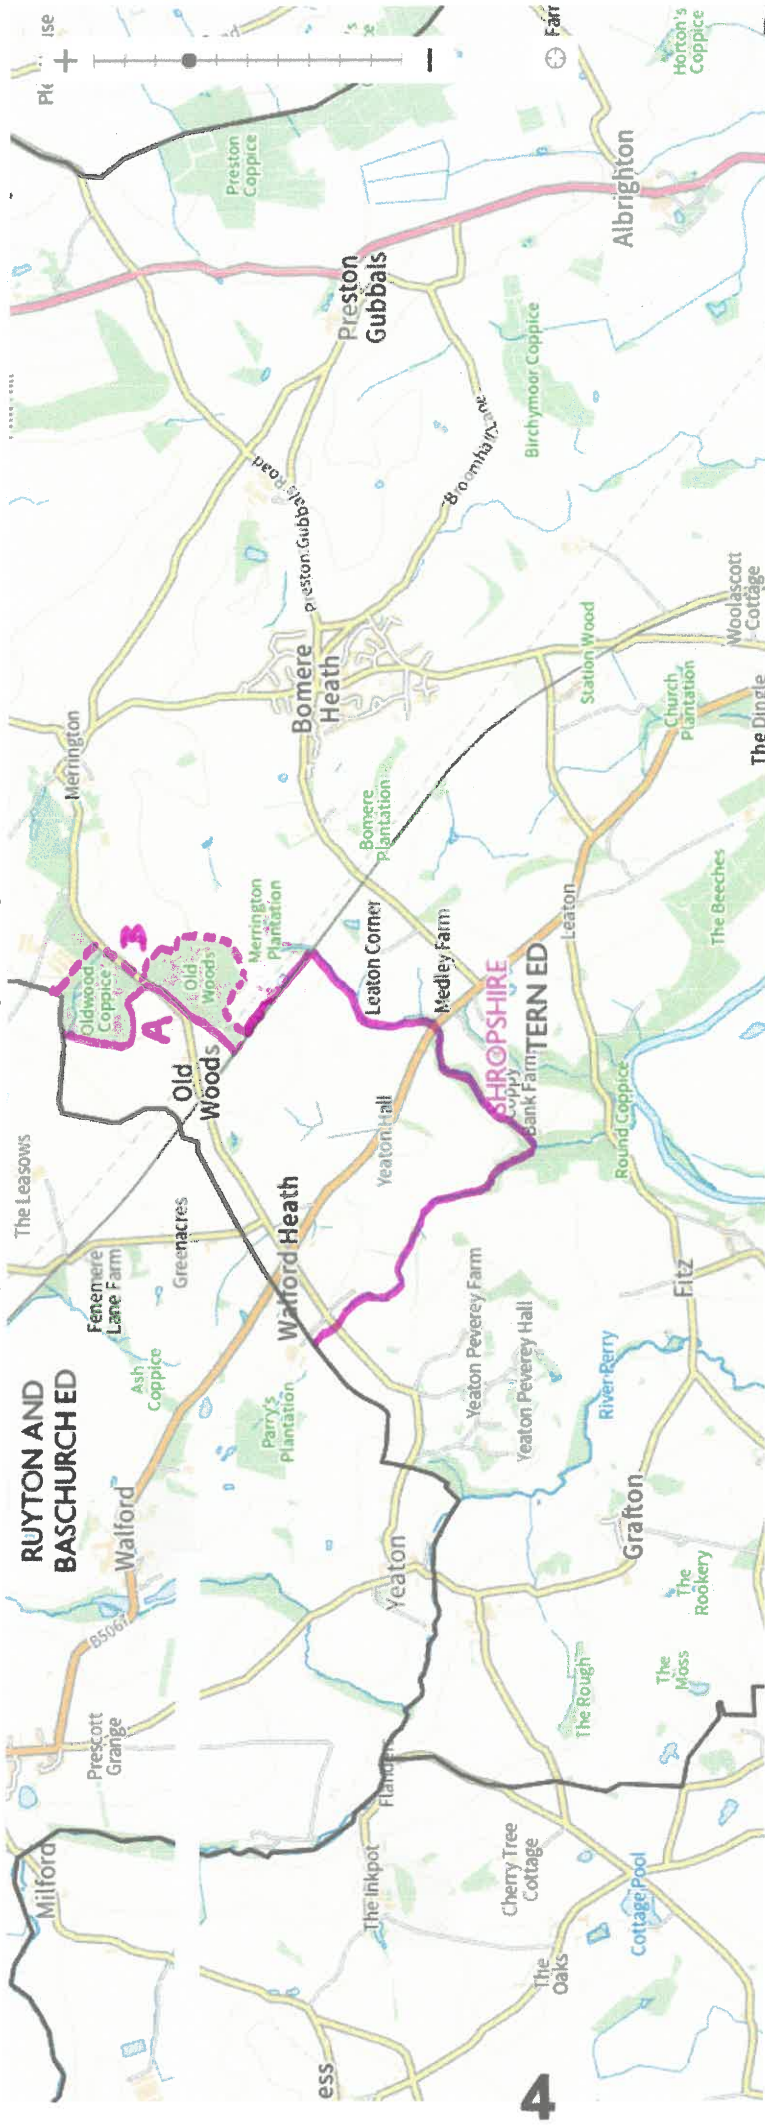 RUYTON AND
BASCHURCH ED
Milford
Prescott
Grange
B5067
Walford
Ash
Coppice
Fenemere
Lane Farm
The Leasows
Greenacres
Oldwood
Coppice
A
B
Old
Woods
Old
Woods
Merrington
Merrington
Plantation
Preston
Coppice
ess
The Inkpot
Yeaton
Parry's
Plantation
Walford Heath
Yeaton Hall
Leaton Corner
Medley Farm
Bomere
Plantation
Bomere
Heath
Preston Gubbals Road
Preston
Gubbals
Broomhall Lane
Birchymoor Coppice
Albrighton
Horton's
Coppice
Farr
4
The
Oaks
Cherry Tree
Cottage
Cottage Pool
The Rough
The
Moss
The
Rookery
Grafton
River Perry
Yeaton Peverey Farm
Yeaton Peverey Hall
Fitz
SHROPSHIRE
TERN ED
Coppy
Bank Farm
Round Coppice
Leaton
The Beeches
Station Wood
Church
Plantation
Woolascott
Cottage
The Dingle